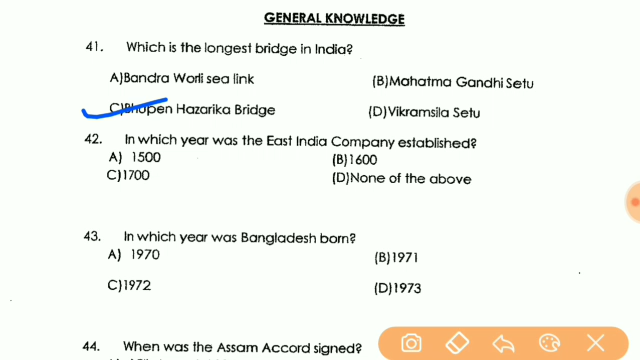 GENERAL KNOWLEDGE
41. Which is the longest bridge in India?
A)Bandra Worli sea link (B)Mahatma Gandhi Setu
C)Bhupen Hazarika Bridge (D)Vikramsila Setu
42. In which year was the East India Company established?
A) 1500 (B)1600
C)1700 (D)None of the above
43. In which year was Bangladesh born?
A) 1970 (B)1971
C)1972 (D)1973
44. When was the Assam Accord signed?